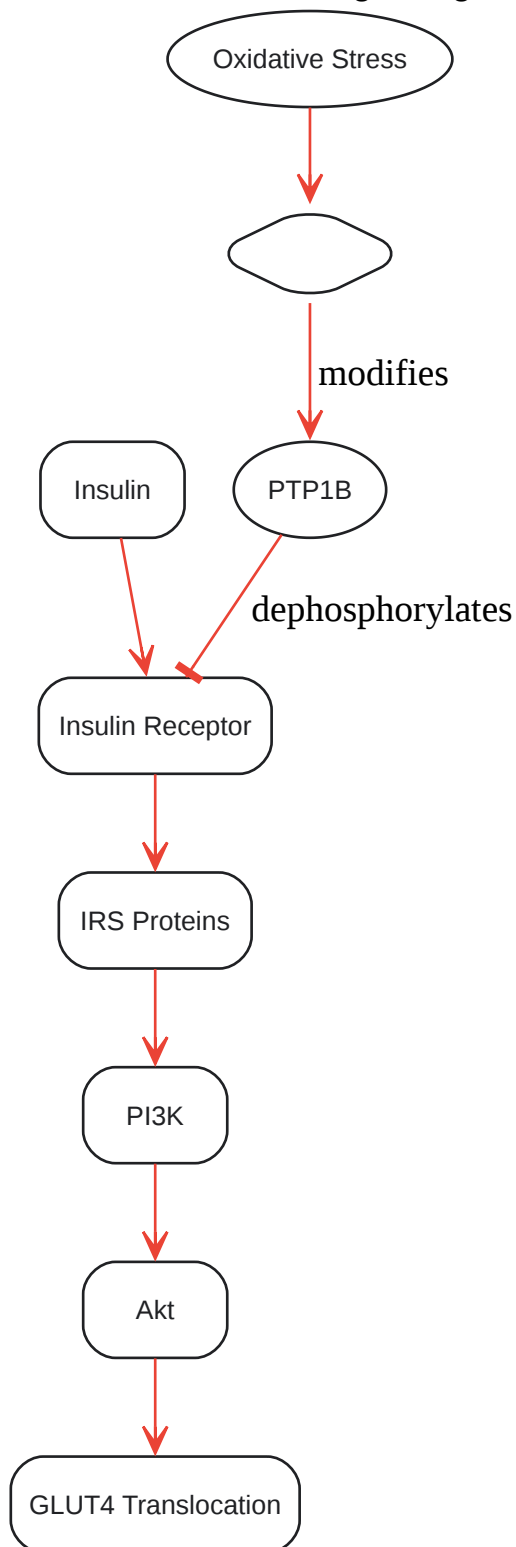 Oxidative Stress
modifies
Insulin
PTP1B
dephosphorylates
Insulin Receptor
IRS Proteins
PI3K
Akt
GLUT4 Translocation